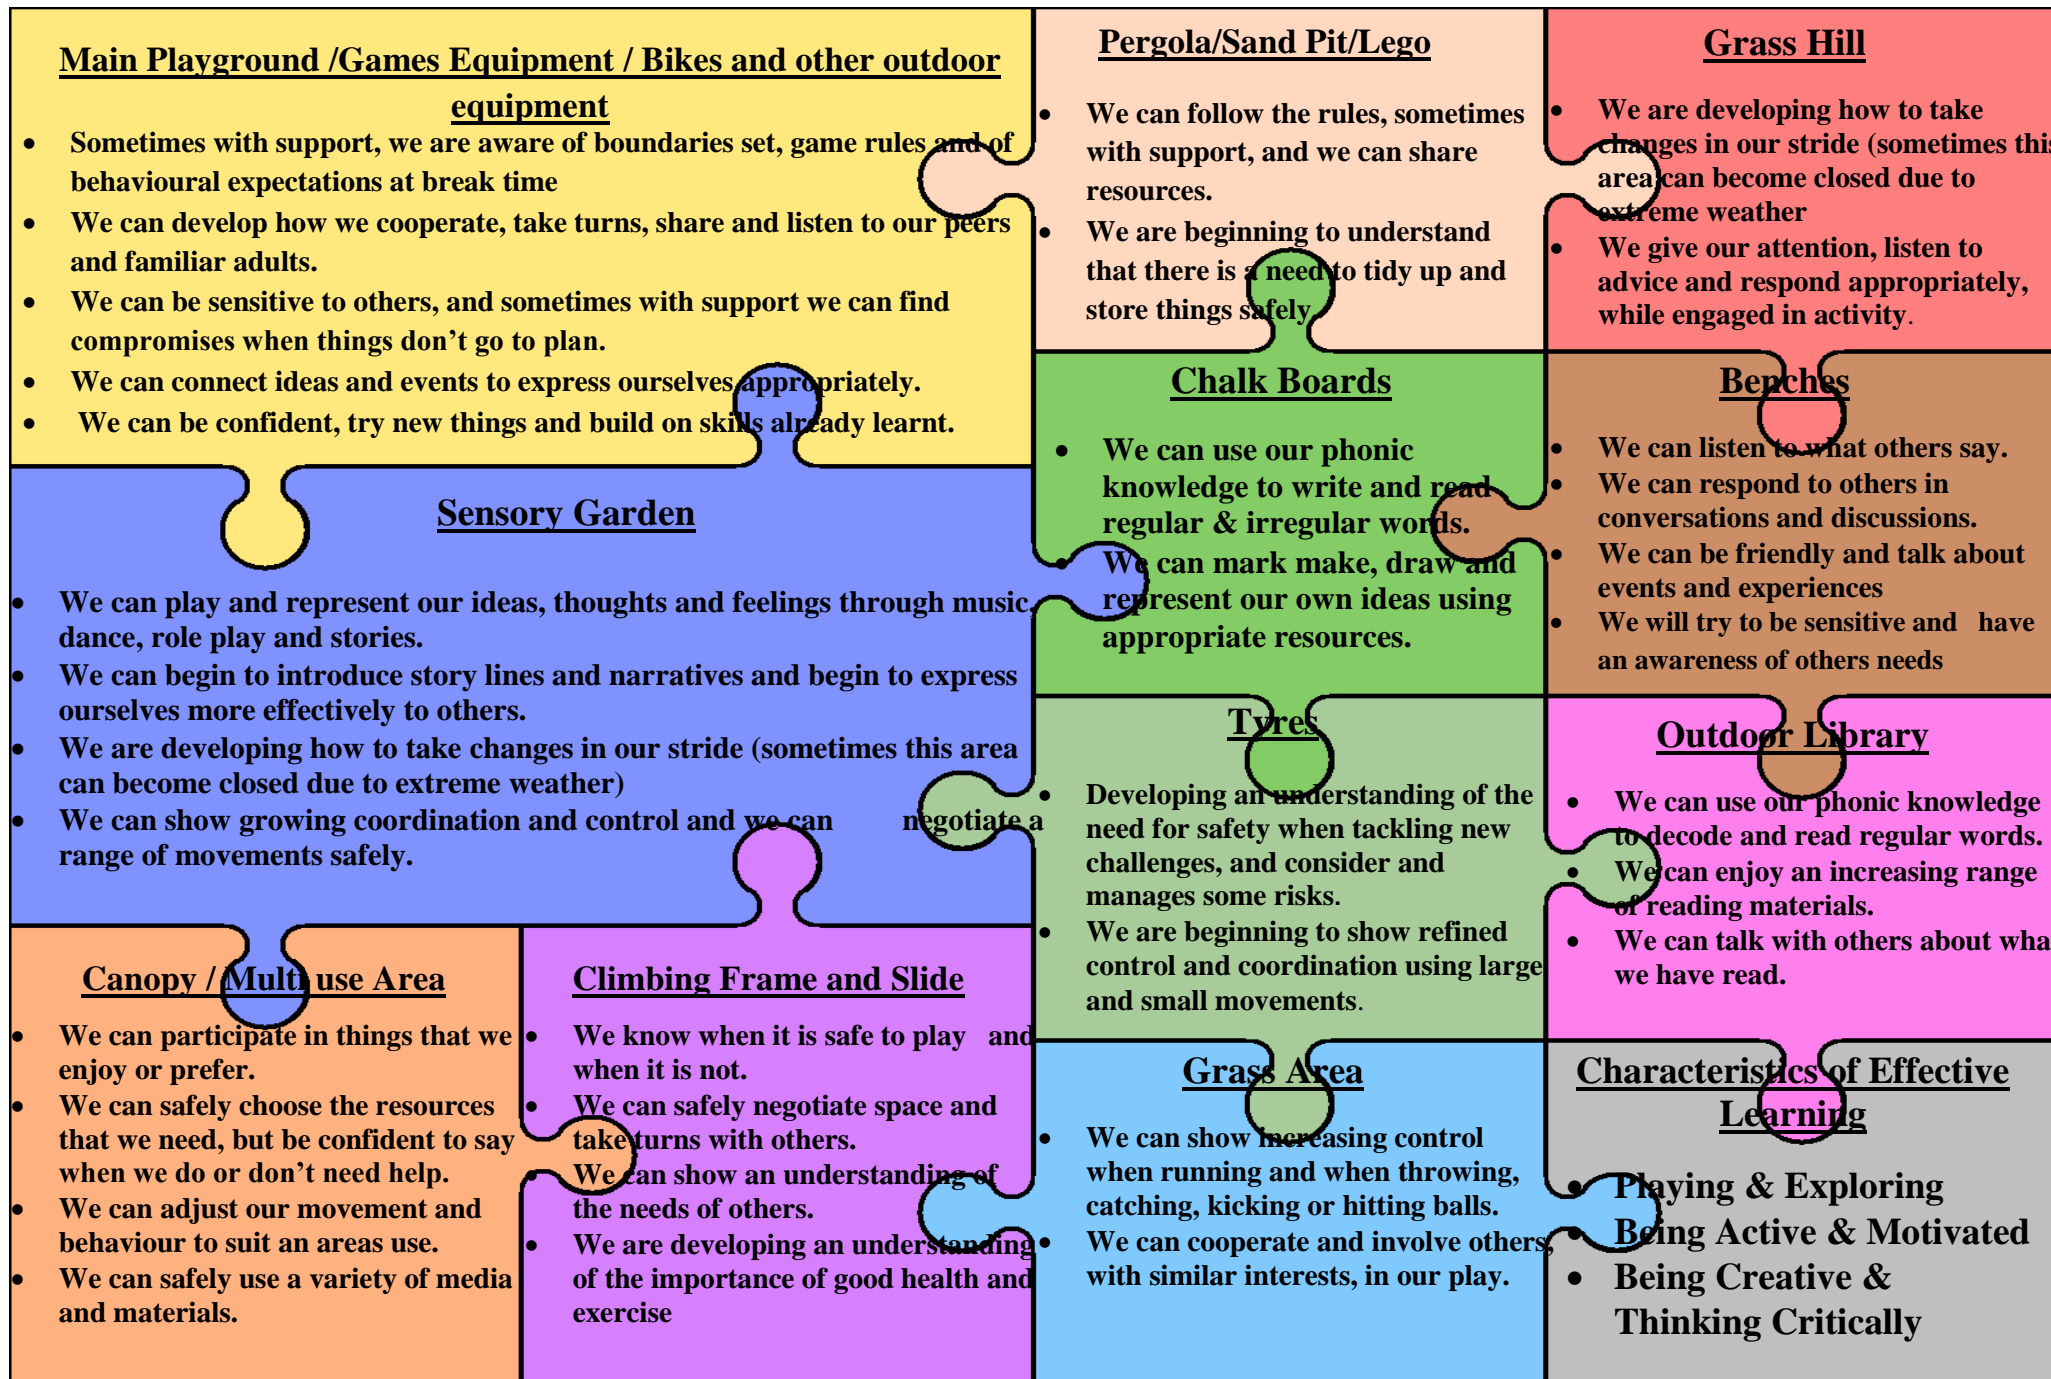 Main Playground /Games Equipment / Bikes and other outdoor
equipment
• Sometimes with support, we are aware of boundaries set, game rules and of
behavioural expectations at break time
• We can develop how we cooperate, take turns, share and listen to our peers
and familiar adults.
• We can be sensitive to others, and sometimes with support we can find
compromises when things don’t go to plan.
• We can connect ideas and events to express ourselves appropriately.
• We can be confident, try new things and build on skills already learnt.
Pergola/Sand Pit/Lego
• We can follow the rules, sometimes
with support, and we can share
resources.
• We are beginning to understand
that there is a need to tidy up and
store things safely
Grass Hill
• We are developing how to take
changes in our stride (sometimes this
area can become closed due to
extreme weather
• We give our attention, listen to
advice and respond appropriately,
while engaged in activity.
Chalk Boards
• We can use our phonic
knowledge to write and read
regular & irregular words.
• We can mark make, draw and
represent our own ideas using
appropriate resources.
Benches
• We can listen to what others say.
• We can respond to others in
conversations and discussions.
• We can be friendly and talk about
events and experiences
• We will try to be sensitive and have
an awareness of others needs
Sensory Garden
• We can play and represent our ideas, thoughts and feelings through music,
dance, role play and stories.
• We can begin to introduce story lines and narratives and begin to express
ourselves more effectively to others.
• We are developing how to take changes in our stride (sometimes this area
can become closed due to extreme weather)
• We can show growing coordination and control and we can negotiate a
range of movements safely.
Tyres
• Developing an understanding of the
need for safety when tackling new
challenges, and consider and
manages some risks.
• We are beginning to show refined
control and coordination using large
and small movements.
Outdoor Library
• We can use our phonic knowledge
to decode and read regular words.
• We can enjoy an increasing range
of reading materials.
• We can talk with others about wha
we have read.
Canopy / Multi use Area
• We can participate in things that we
enjoy or prefer.
• We can safely choose the resources
that we need, but be confident to say
when we do or don’t need help.
• We can adjust our movement and
behaviour to suit an areas use.
• We can safely use a variety of media
and materials.
Climbing Frame and Slide
• We know when it is safe to play and
when it is not.
• We can safely negotiate space and
take turns with others.
• We can show an understanding of
the needs of others.
• We are developing an understanding
of the importance of good health and
exercise
Grass Area
• We can show increasing control
when running and when throwing,
catching, kicking or hitting balls.
• We can cooperate and involve others,
with similar interests, in our play.
Characteristics of Effective
Learning
• Playing & Exploring
• Being Active & Motivated
• Being Creative &
Thinking Critically